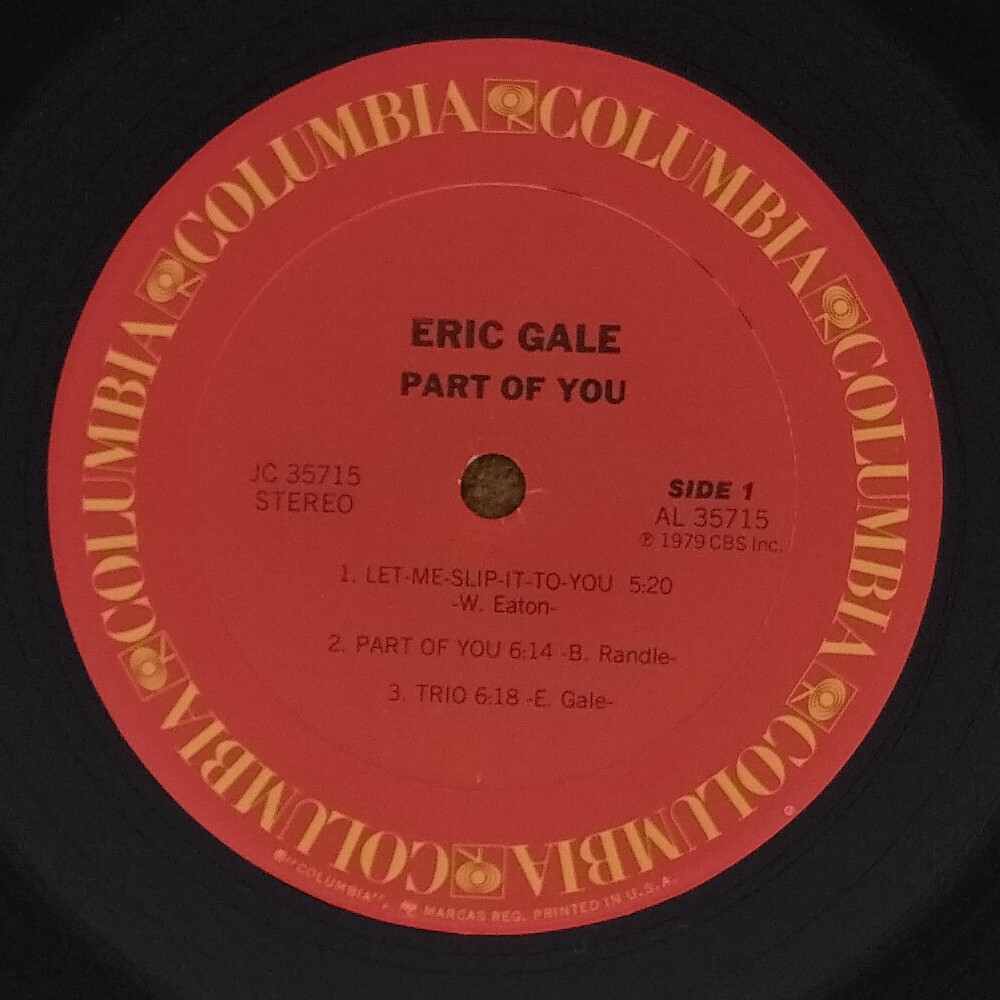 COLUMBIA COLUMBIA COLUMBIA COLUMBIA COLUMBIA COLUMBIA
ERIC GALE
PART OF YOU
JC 35715
STEREO
SIDE 1
AL 35715
℗ 1979 CBS Inc.
1. LET-ME-SLIP-IT-TO-YOU 5:20
-W. Eaton-
2. PART OF YOU 6:14 -B. Randle-
3. TRIO 6:18 -E. Gale-
® "COLUMBIA", MARCAS REG. PRINTED IN U.S.A.